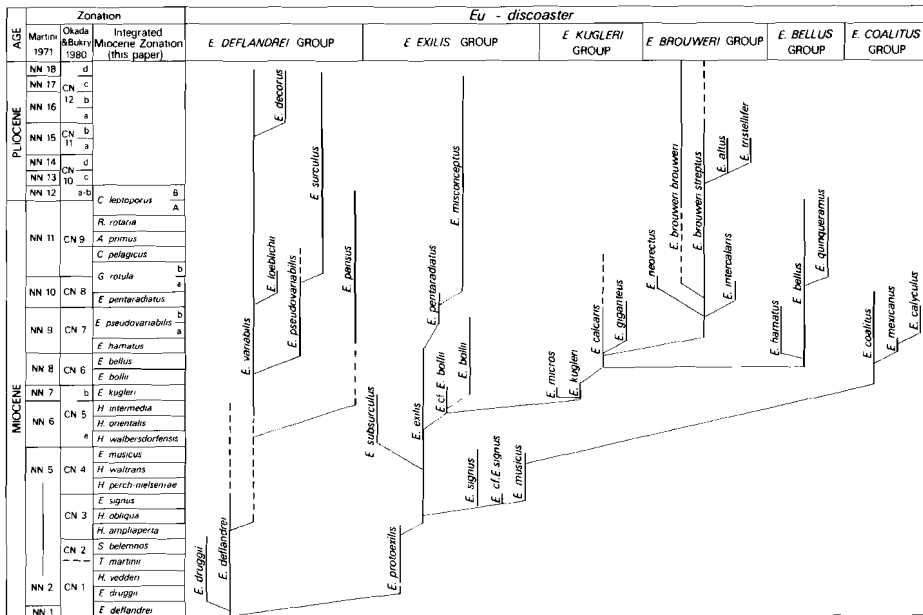 AGE
Zonation
Martini 1971
Okada & Bukry 1980
Integrated Miocene Zonation (this paper)
Eu - discoaster
E. DEFLANDREI GROUP
E EXILIS GROUP
E KUGLERI GROUP
E BROUWERI GROUP
E. BELLUS GROUP
E. COALITUS GROUP
PLIOCENE
MIOCENE
NN 18
NN 17
NN 16
NN 15
NN 14
NN 13
NN 12
NN 11
NN 10
NN 9
NN 8
NN 7
NN 6
NN 5
NN 2
NN 1
d
CN 12
c
b
a
CN 11
b
a
CN 10
d
c
a-b
CN 9
CN 8
CN 7
CN 6
b
CN 5
a
CN 4
CN 3
CN 2
CN 1
C leptoporus
B
A
R. rotaria
A primus
C pelagicus
G rotula
b
a
E pentaradiatus
E pseudovariabilis
b
a
E hamatus
E bellus
E bollii
E kugleri
H intermedia
H orientalis
H walbersdorfensis
E musicus
H waltrans
H perch-nielseniae
E signus
H. obliqua
H. ampliaperta
S belemnos
T martinii
H. vedderi
E druggii
E deflandrei
E. druggii
E. deflandrei
E. variabilis
E. loeblichii
E. decorus
E. pseudovariabilis
E. surculus
E. pansus
E. subsurculus
E. protoexilis
E. exilis
E. pentaradiatus
E.cf.E. bollii
E. bollii
E. misconceptus
E. signus
E. cf.E.signus
E. musicus
E. micros
E. kugleri
E. calcaris
E. giganteus
E. neorectus
E. brouweri brouweri
E. brouweri streptus
E. intercalaris
E. altus
E. tristellifer
E. hamatus
E. bellus
E. quinqueramus
E. coalitus
E. mexicanus
E. calyculus